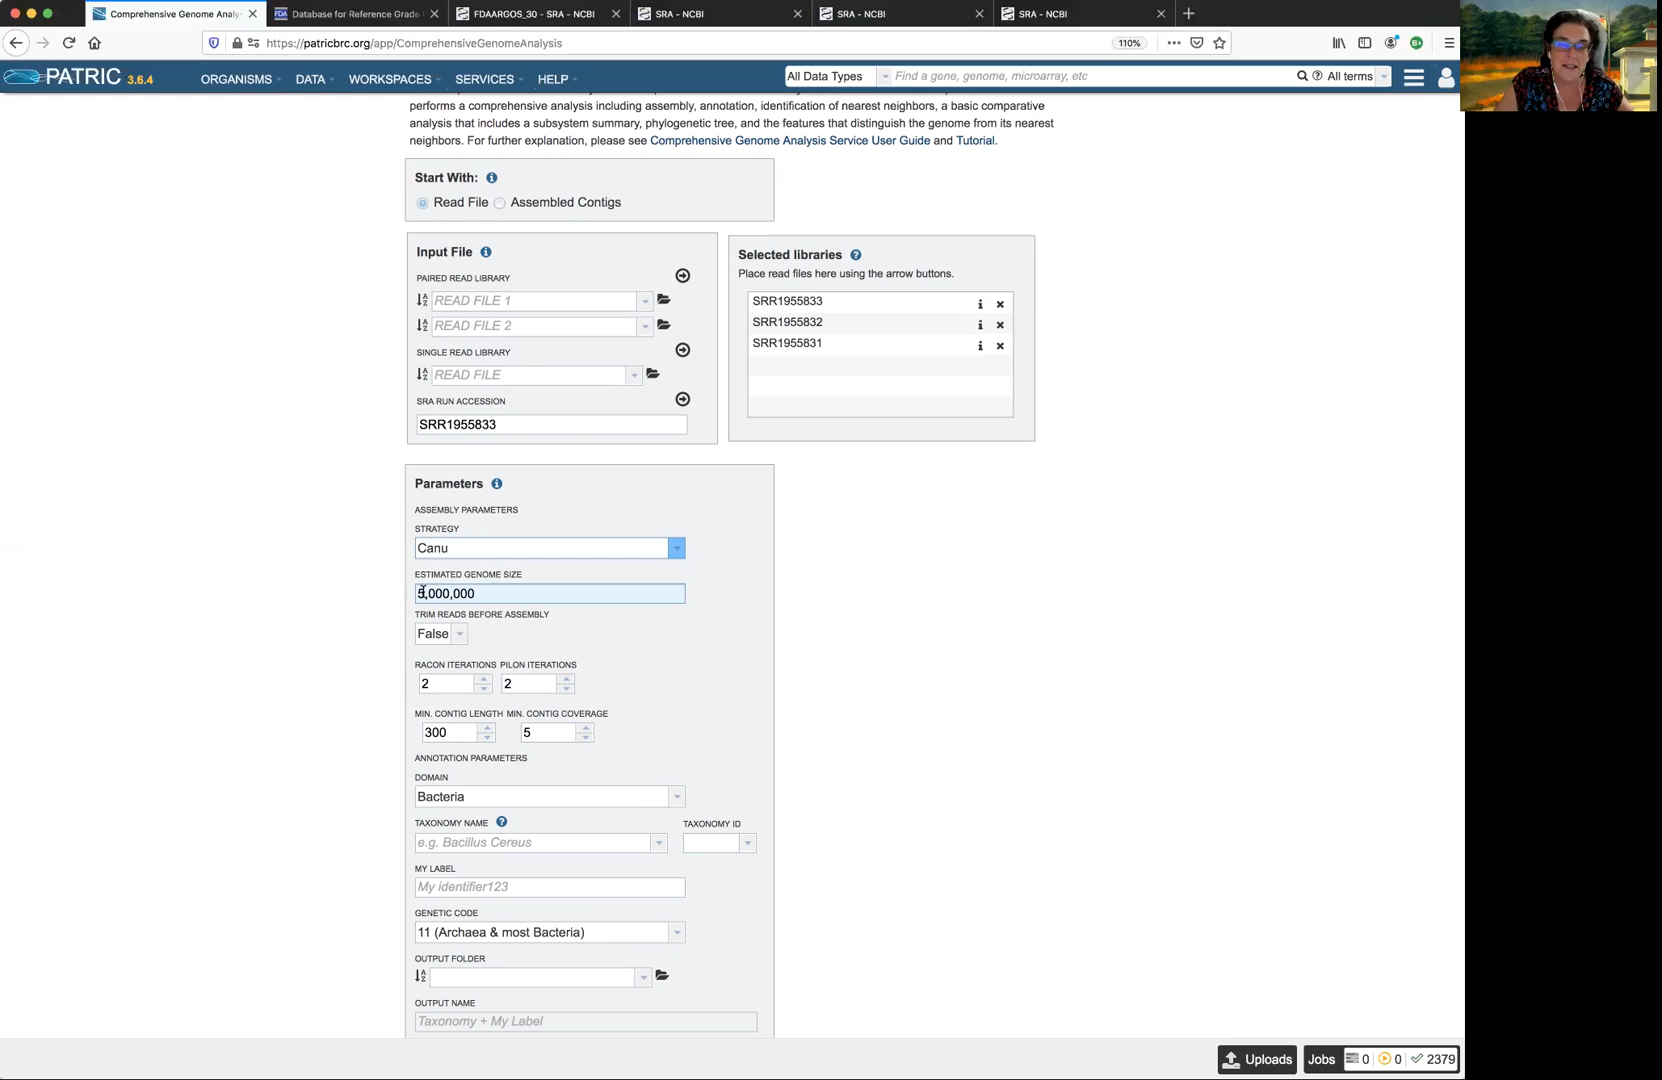 Comprehensive Genome Analys
Database for Reference Grade
FDAARGOS_30 - SRA - NCBI
SRA - NCBI
SRA - NCBI
SRA - NCBI
https://patricbrc.org/app/ComprehensiveGenomeAnalysis
110%
PATRIC 3.6.4
ORGANISMS
DATA
WORKSPACES
SERVICES
HELP
All Data Types
Find a gene, genome, microarray, etc
All terms
performs a comprehensive analysis including assembly, annotation, identification of nearest neighbors, a basic comparative
analysis that includes a subsystem summary, phylogenetic tree, and the features that distinguish the genome from its nearest
neighbors. For further explanation, please see Comprehensive Genome Analysis Service User Guide and Tutorial.
Start With:
Read File
Assembled Contigs
Input File
PAIRED READ LIBRARY
READ FILE 1
READ FILE 2
SINGLE READ LIBRARY
READ FILE
SRA RUN ACCESSION
SRR1955833
Selected libraries
Place read files here using the arrow buttons.
SRR1955833
SRR1955832
SRR1955831
Parameters
ASSEMBLY PARAMETERS
STRATEGY
Canu
ESTIMATED GENOME SIZE
5,000,000
TRIM READS BEFORE ASSEMBLY
False
RACON ITERATIONS PILON ITERATIONS
2 2
MIN. CONTIG LENGTH MIN. CONTIG COVERAGE
300 5
ANNOTATION PARAMETERS
DOMAIN
Bacteria
TAXONOMY NAME
TAXONOMY ID
e.g. Bacillus Cereus
MY LABEL
My identifier123
GENETIC CODE
11 (Archaea & most Bacteria)
OUTPUT FOLDER
OUTPUT NAME
Taxonomy + My Label
Uploads
Jobs 0 0 2379